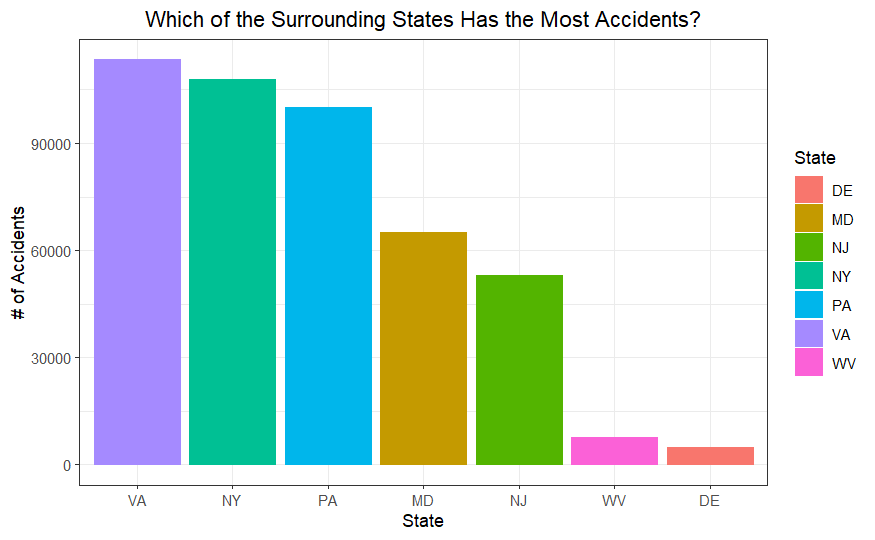 Which of the Surrounding States Has the Most Accidents?
# of Accidents
90000
60000
30000
0
VA NY PA MD NJ WV DE
State
State
DE
MD
NJ
NY
PA
VA
WV